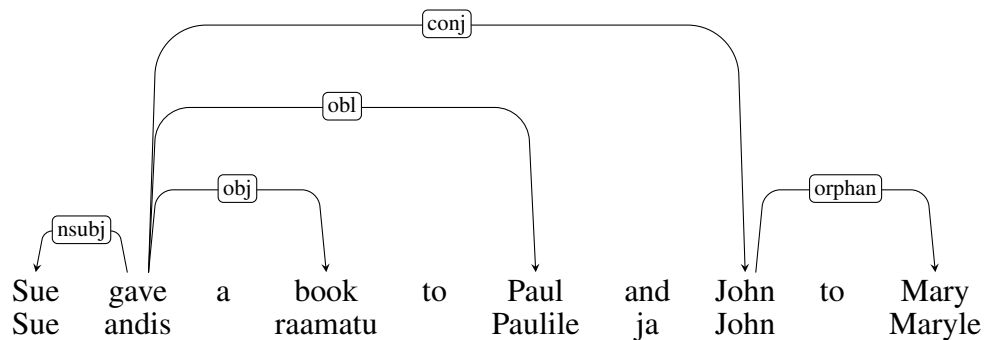 conj
obl
obj
orphan
nsubj
Sue gave a book to Paul and John to Mary
Sue andis raamatu Paulile ja John Maryle